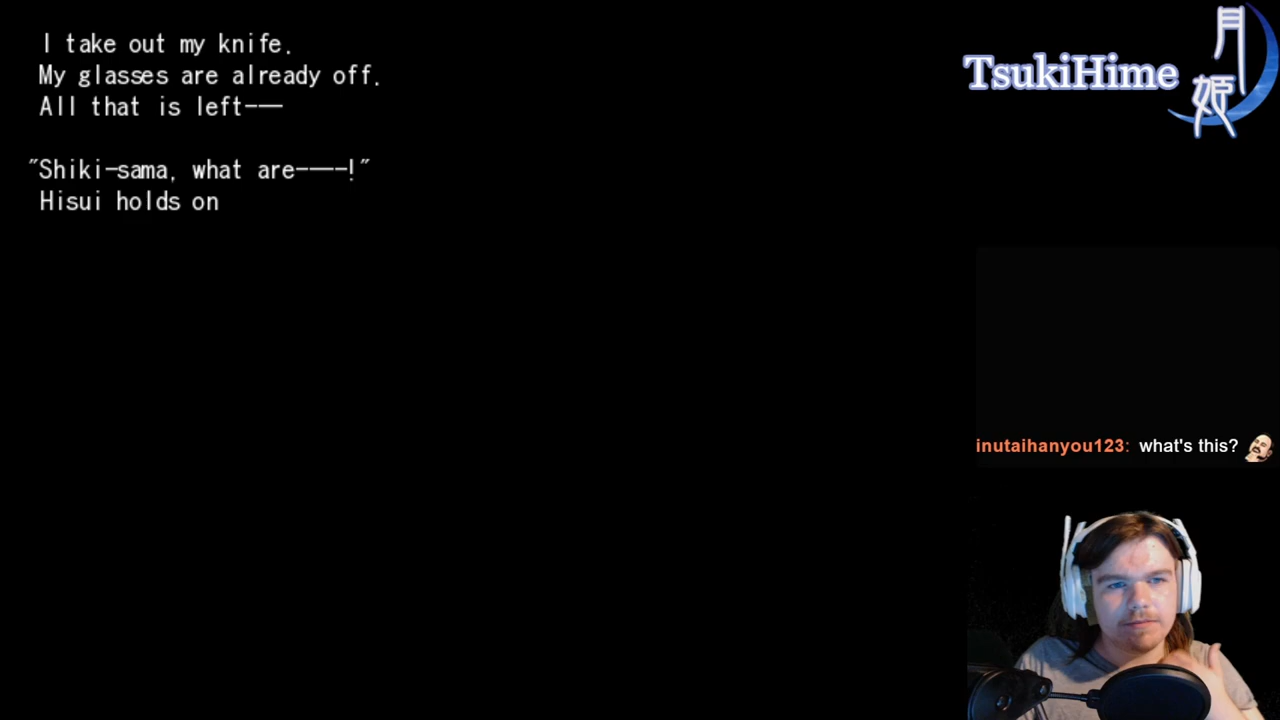 I take out my knife.
My glasses are already off.
All that is left-――
"Shiki-sama, what are-――-!"
Hisui holds on
TsukiHime
月姫
inutaihanyou123: what's this?